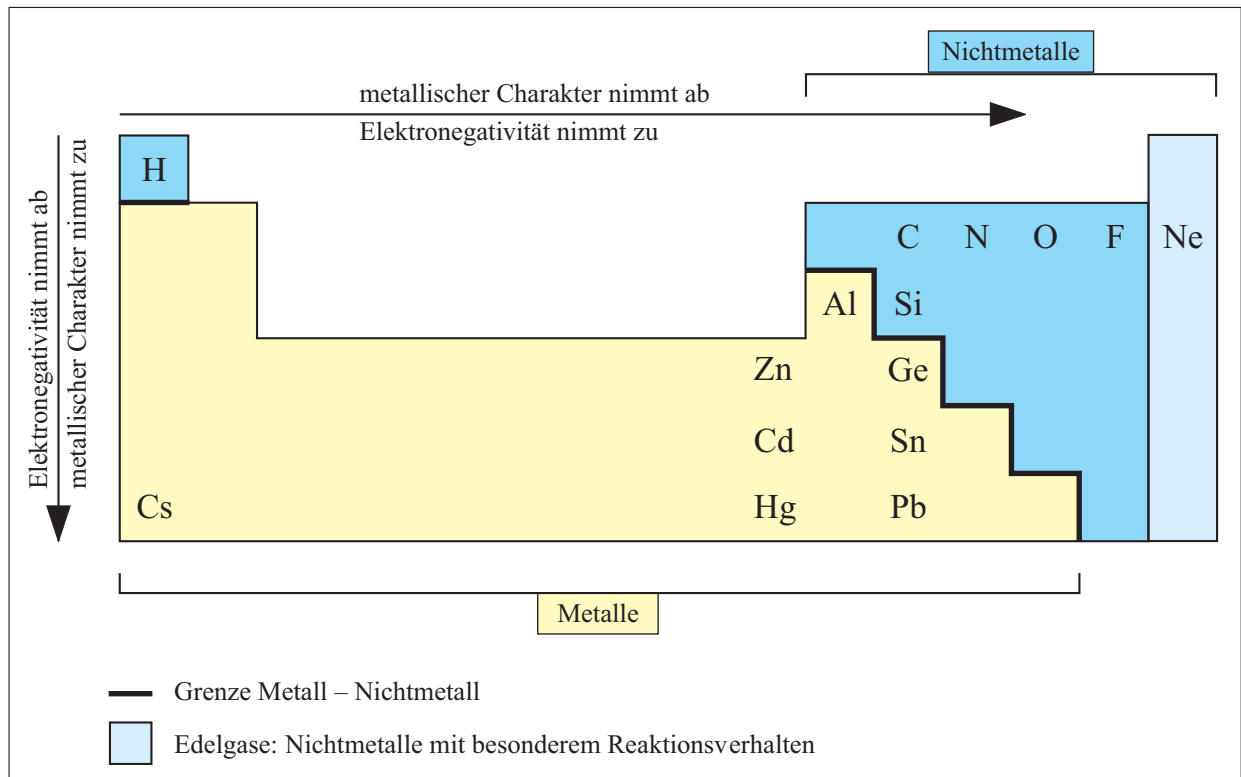 Nichtmetalle
metallischer Charakter nimmt ab
Elektronegativität nimmt zu
Elektronegativität nimmt ab
metallischer Charakter nimmt zu
H
C N O F Ne
Al Si
Zn Ge
Cd Sn
Cs Hg Pb
Metalle
Grenze Metall – Nichtmetall
Edelgase: Nichtmetalle mit besonderem Reaktionsverhalten